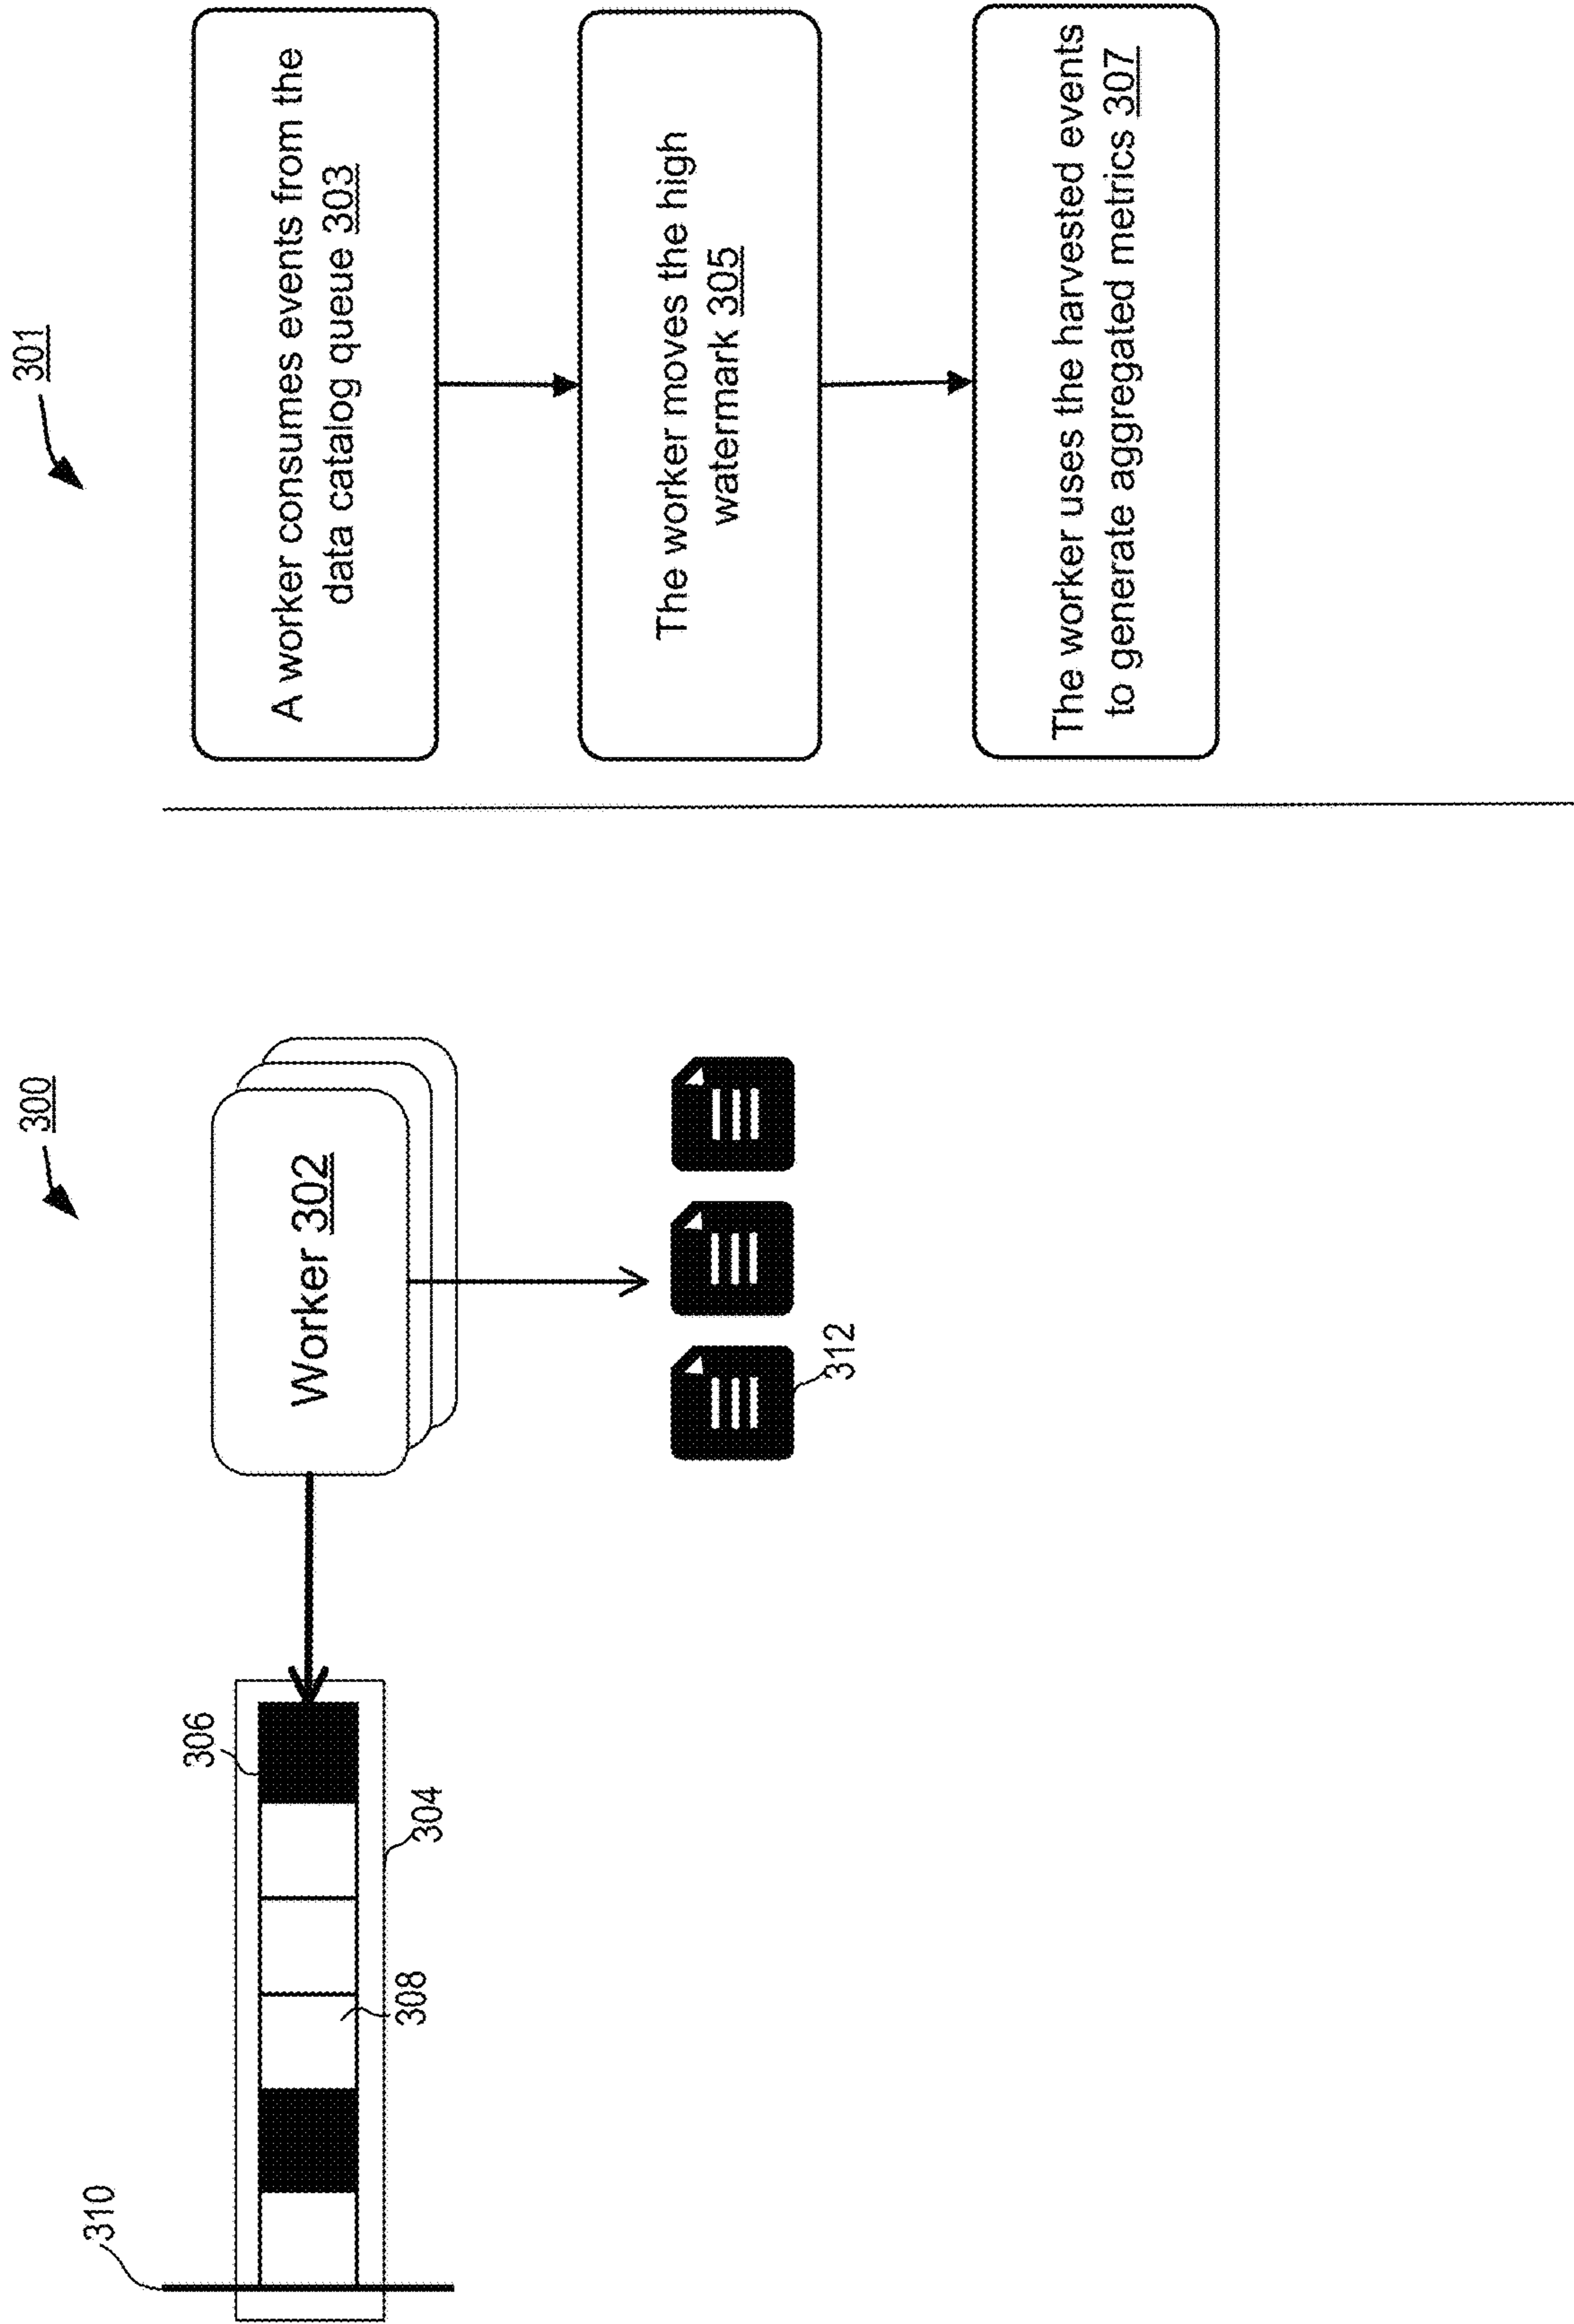 300
310
306
Worker 302
304
308
312
301
A worker consumes events from the
data catalog queue 303
The worker moves the high
watermark 305
The worker uses the harvested events
to generate aggregated metrics 307